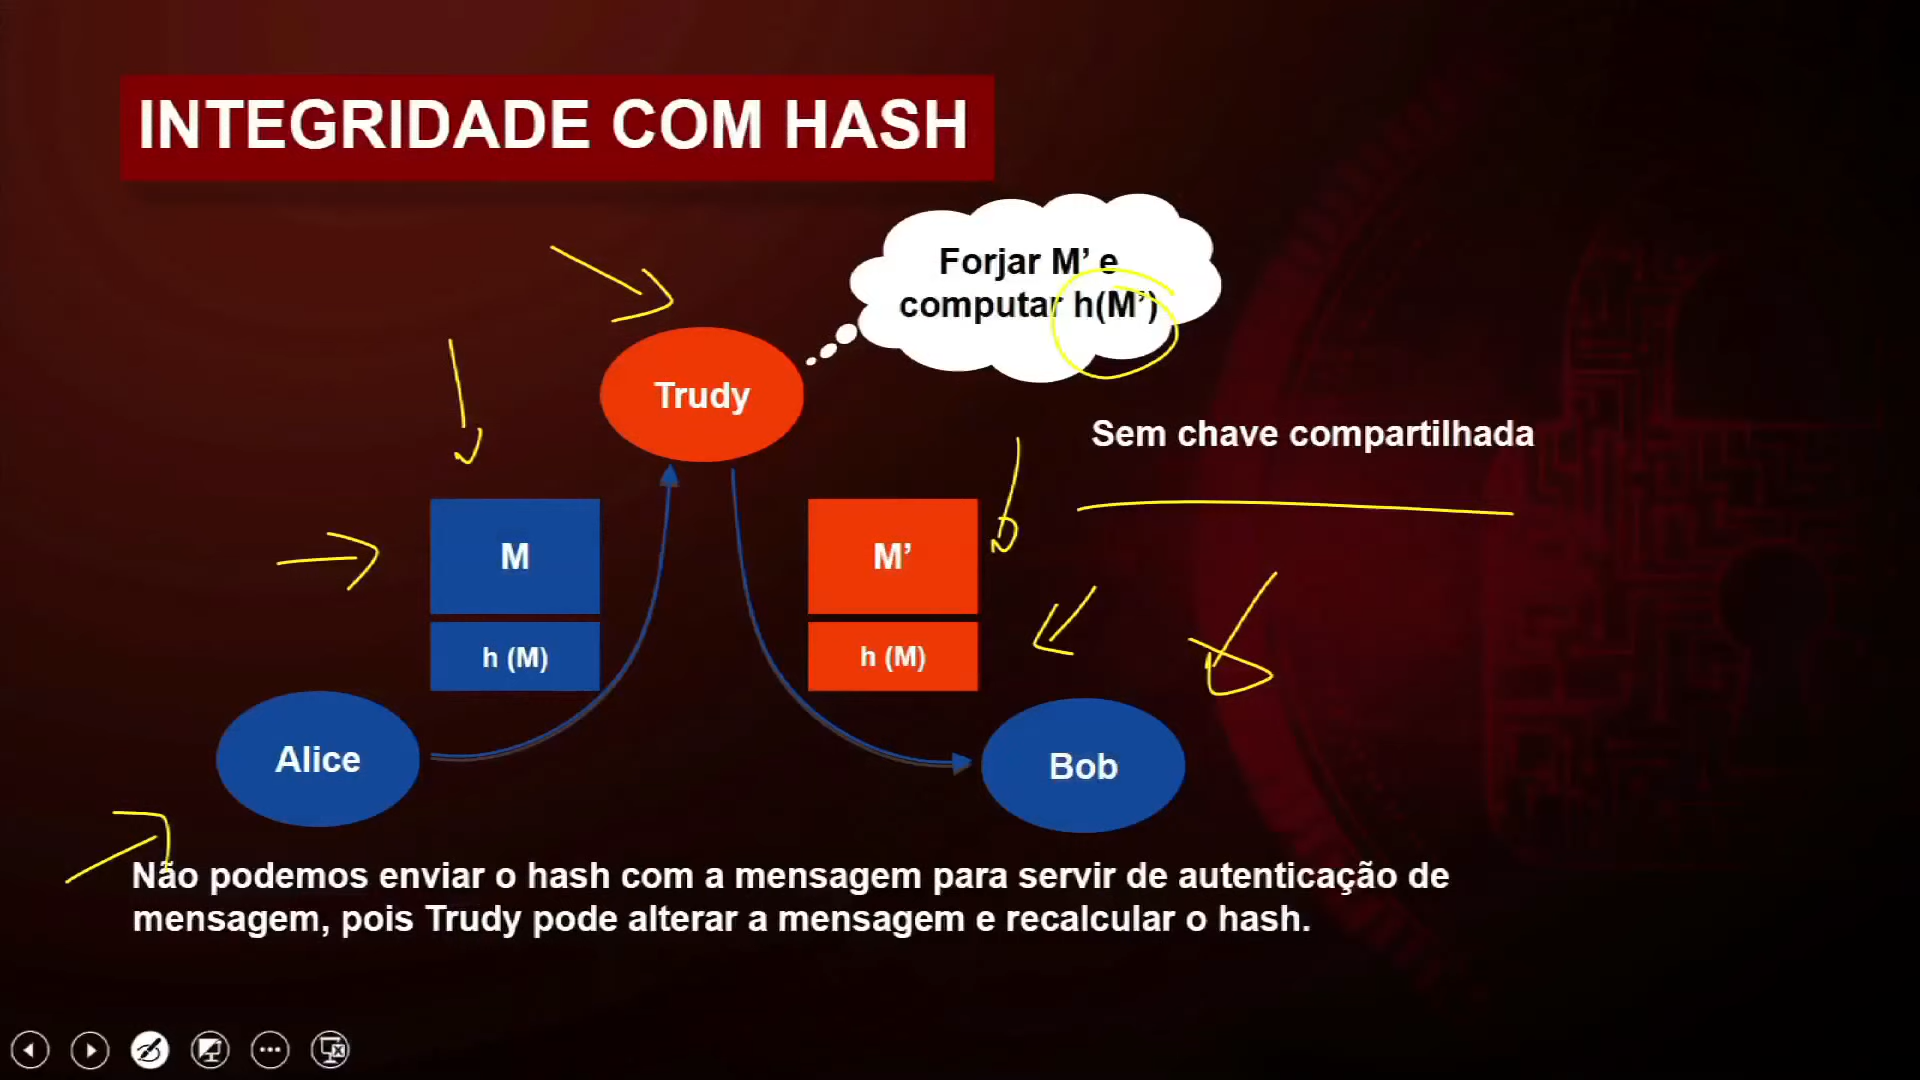 INTEGRIDADE COM HASH
Forjar M’ e
computar h(M’)
Trudy
Sem chave compartilhada
M
M’
h (M)
h (M)
Alice
Bob
Não podemos enviar o hash com a mensagem para servir de autenticação de
mensagem, pois Trudy pode alterar a mensagem e recalcular o hash.